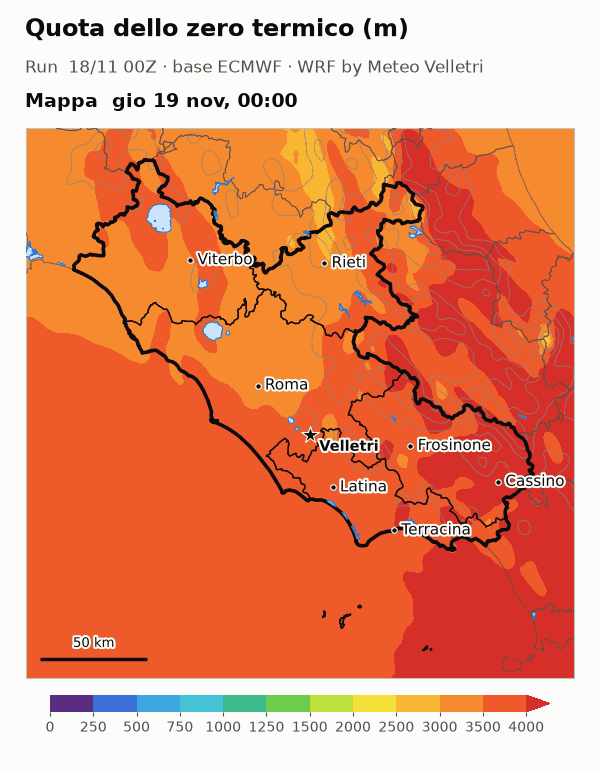 Quota dello zero termico (m)
Run 18/11 00Z · base ECMWF · WRF by Meteo Velletri
Mappa gio 19 nov, 00:00
Viterbo
Rieti
Roma
Velletri
Frosinone
Cassino
Latina
Terracina
50 km
0 250 500 750 1000 1250 1500 2000 2500 3000 3500 4000